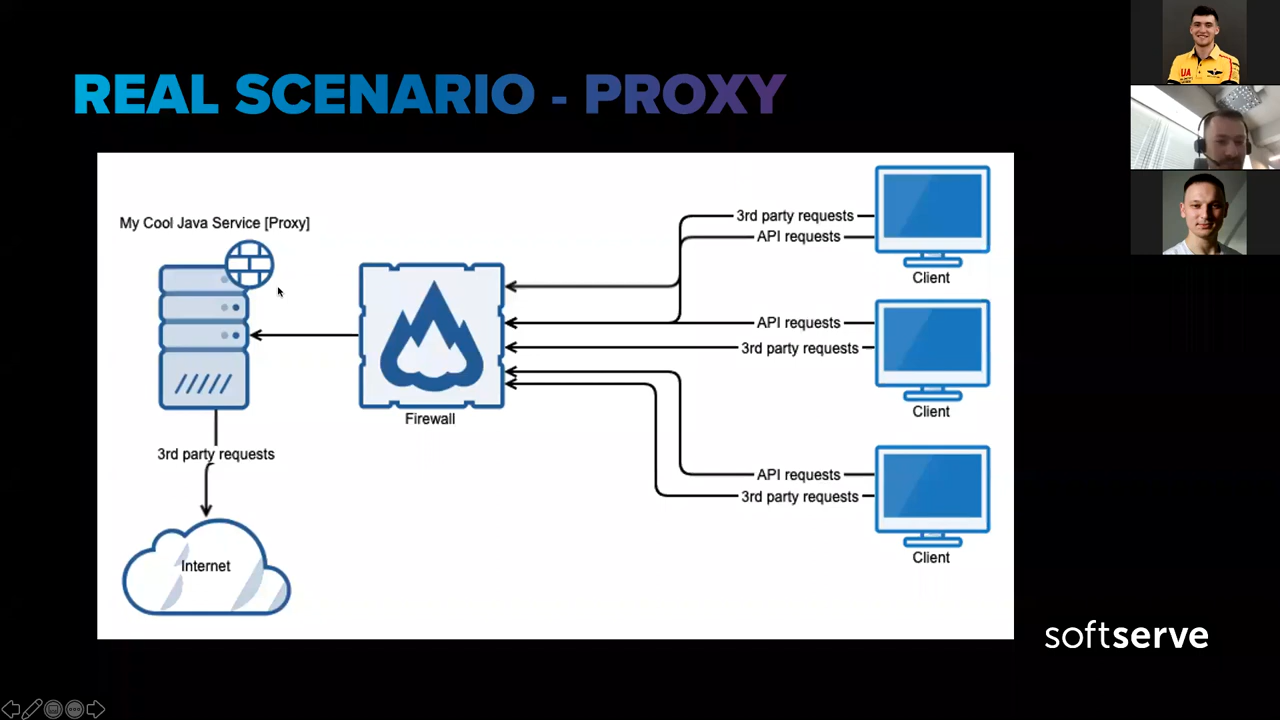 REAL SCENARIO - PROXY
My Cool Java Service [Proxy]
3rd party requests
API requests
Client
API requests
3rd party requests
Client
Firewall
3rd party requests
API requests
3rd party requests
Client
Internet
softserve
UA